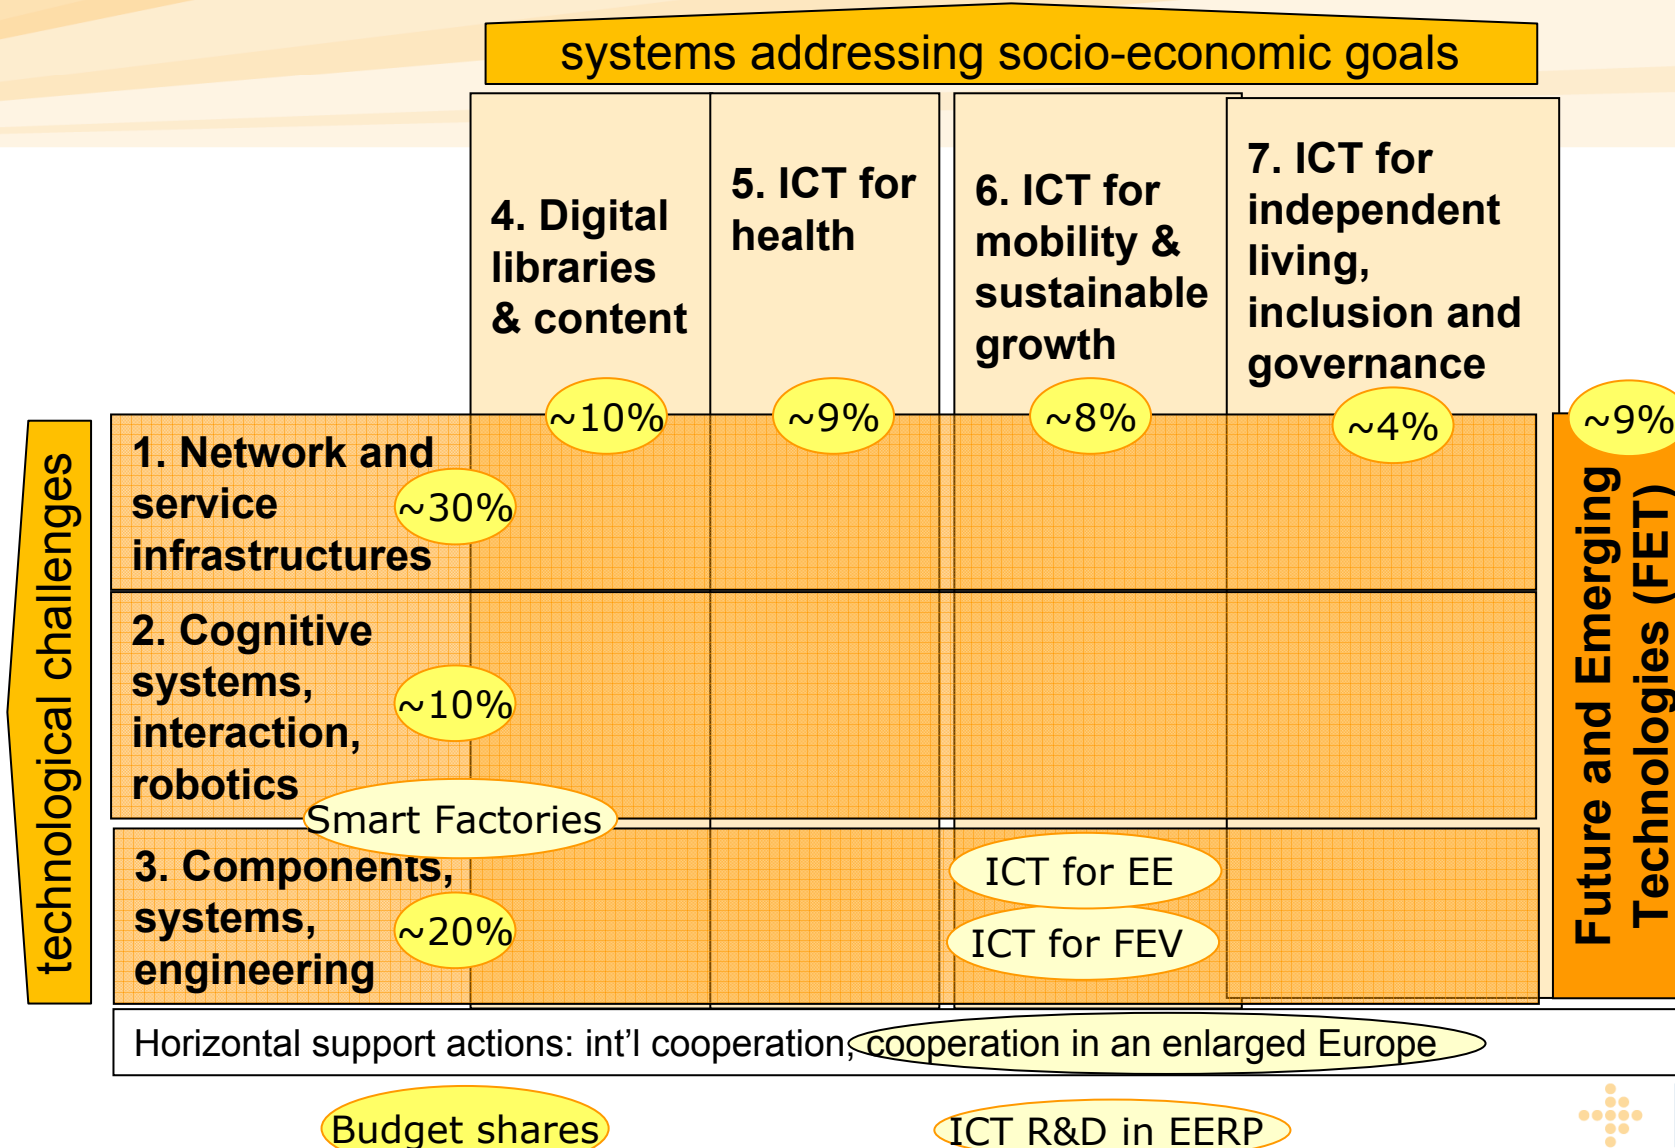 systems addressing socio-economic goals
4. Digital
libraries
& content
5. ICT for
health
6. ICT for
mobility &
sustainable
growth
7. ICT for
independent
living,
inclusion and
governance
~10%
~9%
~8%
~4%
~9%
technological challenges
1. Network and
service
infrastructures
~30%
2. Cognitive
systems,
interaction,
robotics
~10%
Smart Factories
3. Components,
systems,
engineering
~20%
ICT for EE
ICT for FEV
Future and Emerging
Technologies (FET)
Horizontal support actions: int'l cooperation, cooperation in an enlarged Europe
Budget shares
ICT R&D in EERP